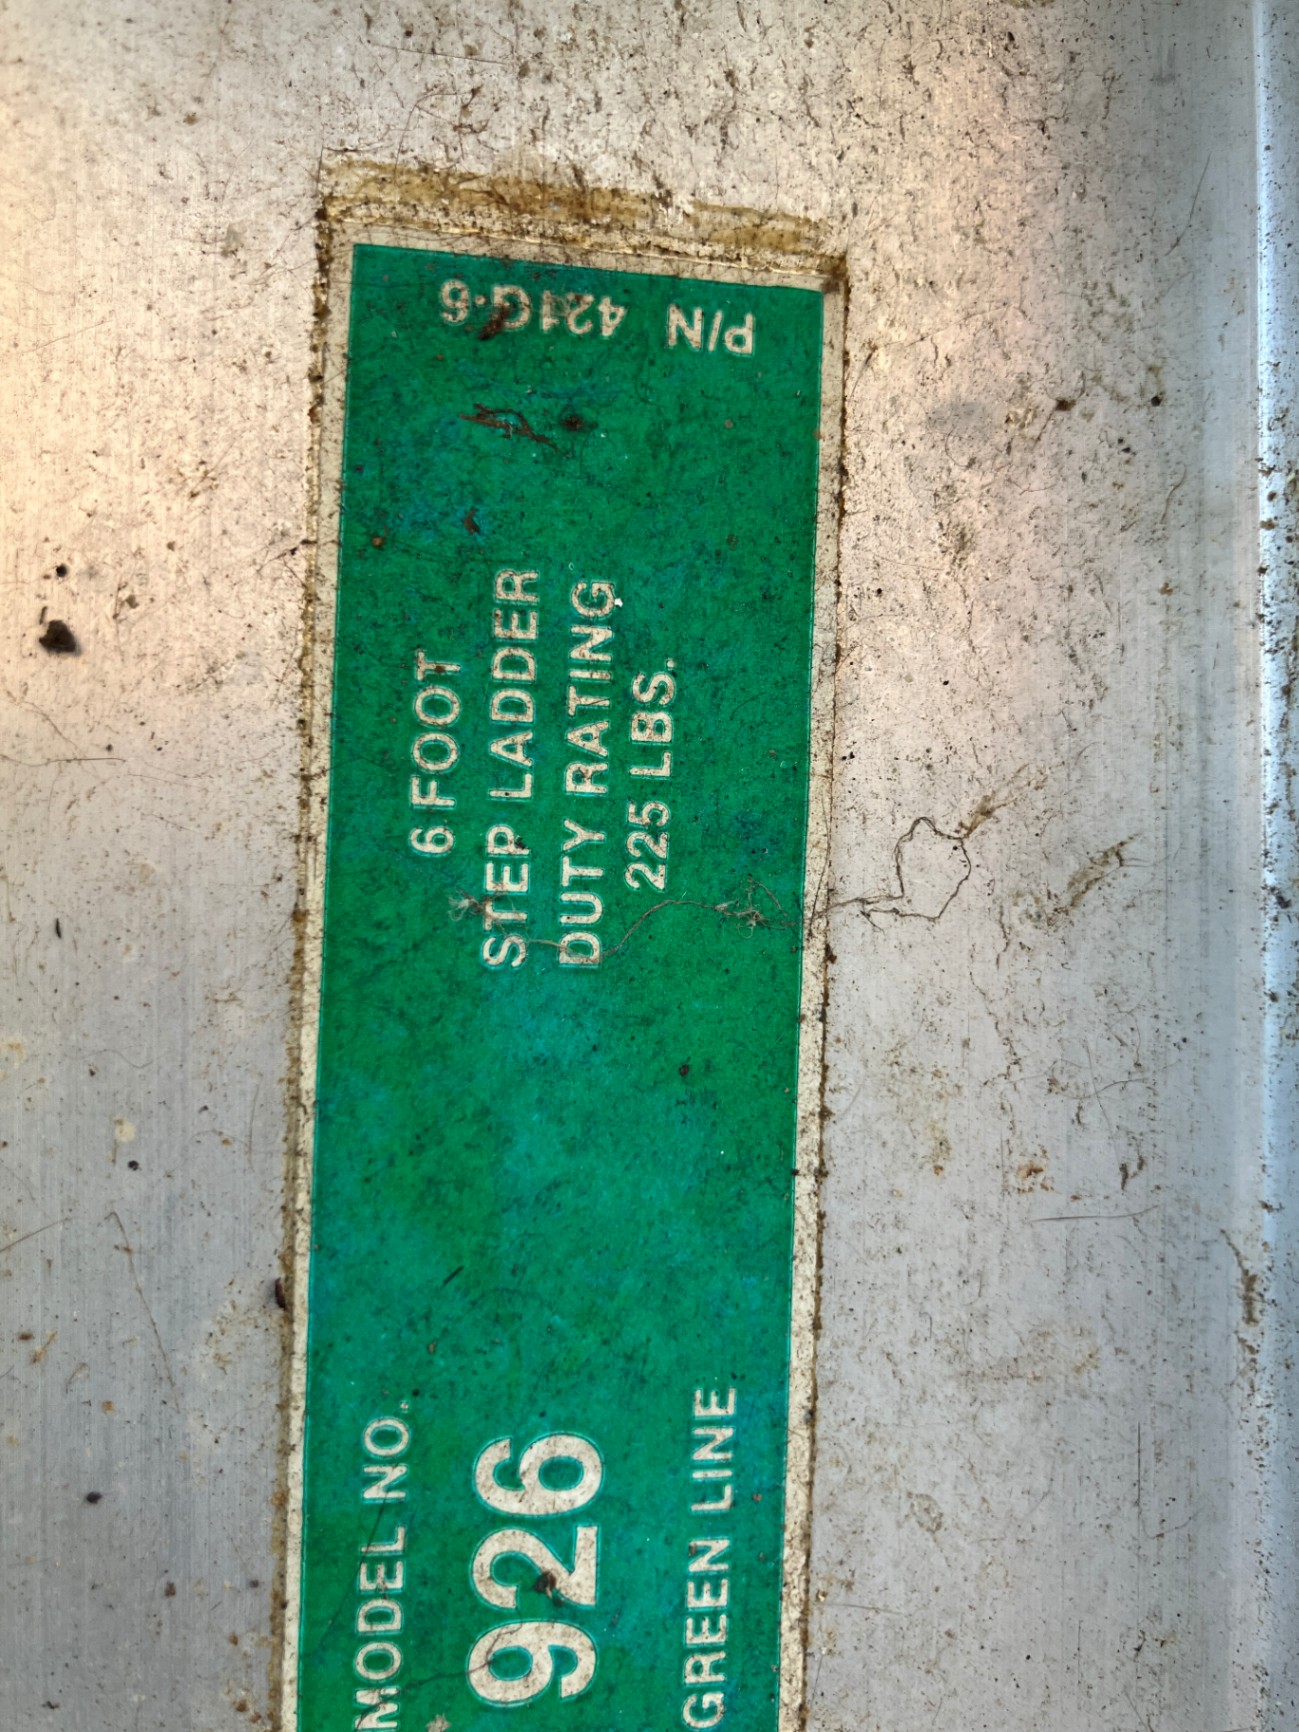 P/N 421G-6
6 FOOT
STEP LADDER
DUTY RATING
225 LBS.
MODEL NO.
926
GREEN LINE